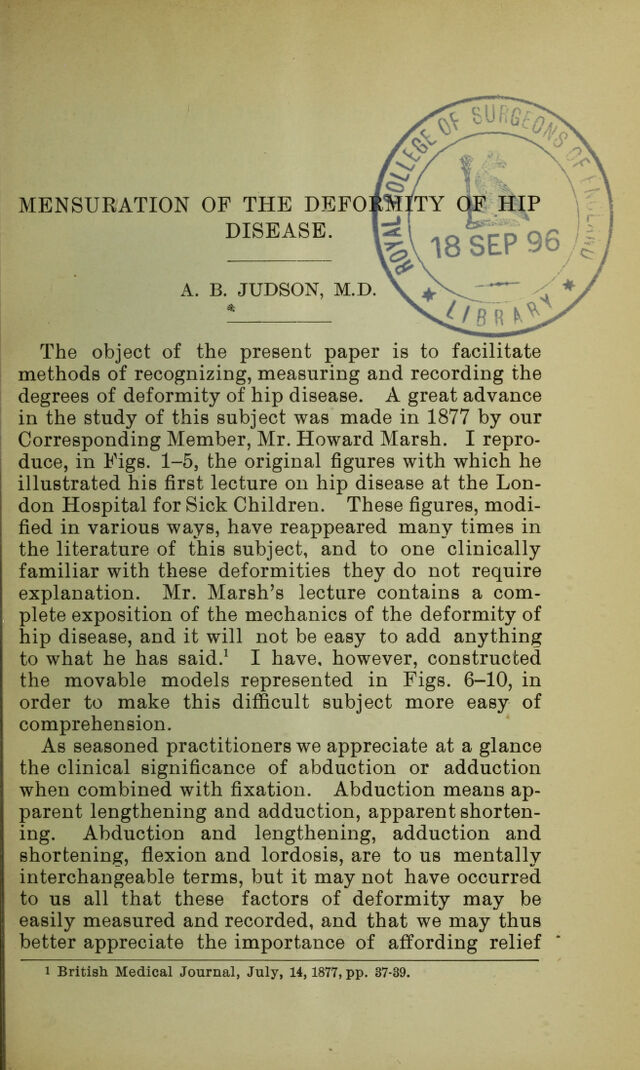 ROYAL COLLEGE OF SURGEONS OF ENGLAND
18 SEP 96
* LIBRARY *
MENSURATION OF THE DEFORMITY OF HIP
DISEASE.
A. B. JUDSON, M.D.
*
The object of the present paper is to facilitate
methods of recognizing, measuring and recording the
degrees of deformity of hip disease. A great advance
in the study of this subject was made in 1877 by our
Corresponding Member, Mr. Howard Marsh. I repro-
duce, in Figs. 1–5, the original figures with which he
illustrated his first lecture on hip disease at the Lon-
don Hospital for Sick Children. These figures, modi-
fied in various ways, have reappeared many times in
the literature of this subject, and to one clinically
familiar with these deformities they do not require
explanation. Mr. Marsh's lecture contains a com-
plete exposition of the mechanics of the deformity of
hip disease, and it will not be easy to add anything
to what he has said.¹ I have, however, constructed
the movable models represented in Figs. 6–10, in
order to make this difficult subject more easy of
comprehension.
As seasoned practitioners we appreciate at a glance
the clinical significance of abduction or adduction
when combined with fixation. Abduction means ap-
parent lengthening and adduction, apparent shorten-
ing. Abduction and lengthening, adduction and
shortening, flexion and lordosis, are to us mentally
interchangeable terms, but it may not have occurred
to us all that these factors of deformity may be
easily measured and recorded, and that we may thus
better appreciate the importance of affording relief
1 British Medical Journal, July, 14, 1877, pp. 37-39.